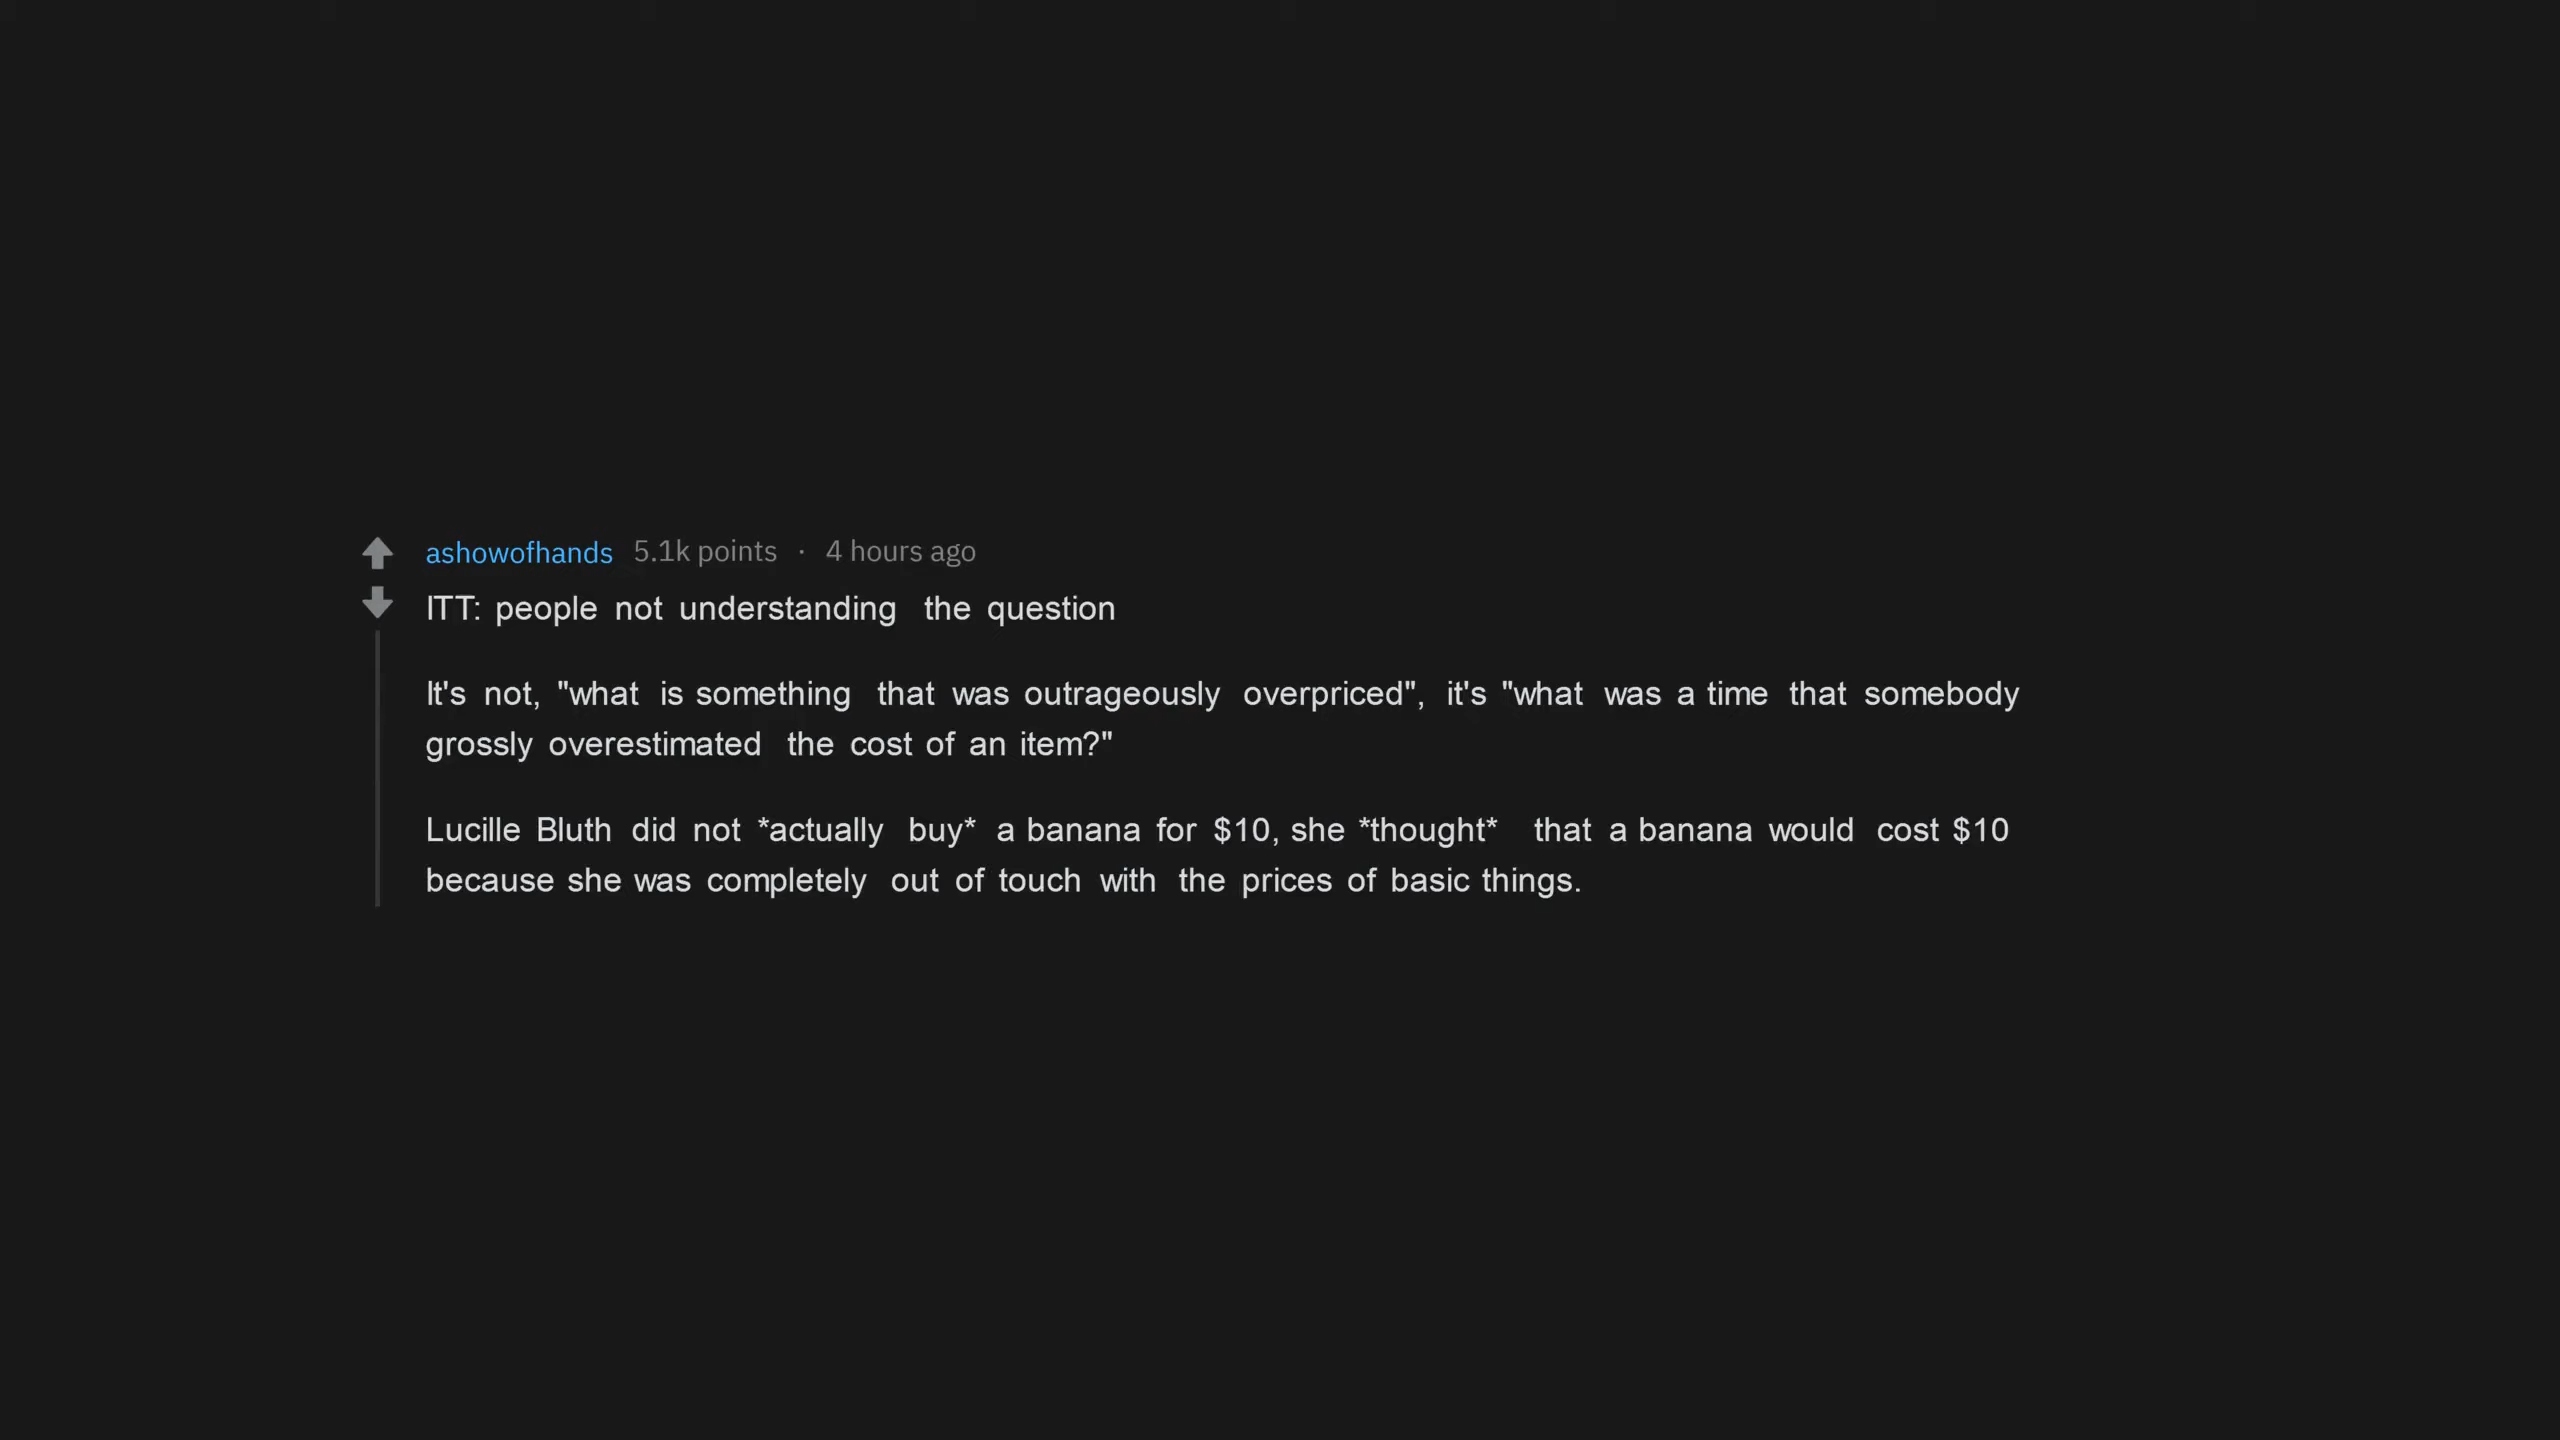 ashowofhands 5.1k points · 4 hours ago
ITT: people not understanding the question
It's not, "what is something that was outrageously overpriced", it's "what was a time that somebody
grossly overestimated the cost of an item?"
Lucille Bluth did not *actually buy* a banana for $10, she *thought* that a banana would cost $10
because she was completely out of touch with the prices of basic things.